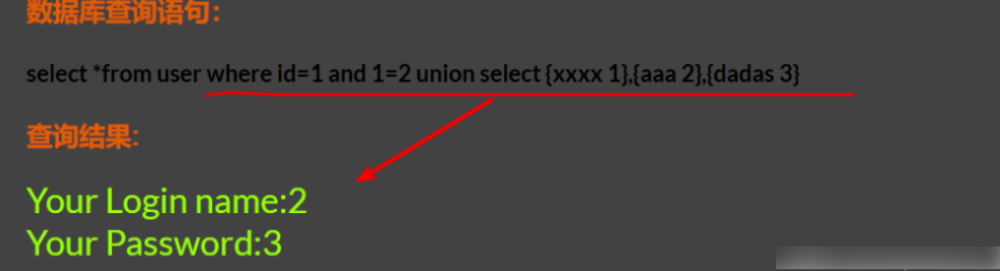 数据库查询语句：
select *from user where id=1 and 1=2 union select {xxxx 1},{aaa 2},{dadas 3}
查询结果:
Your Login name:2
Your Password:3